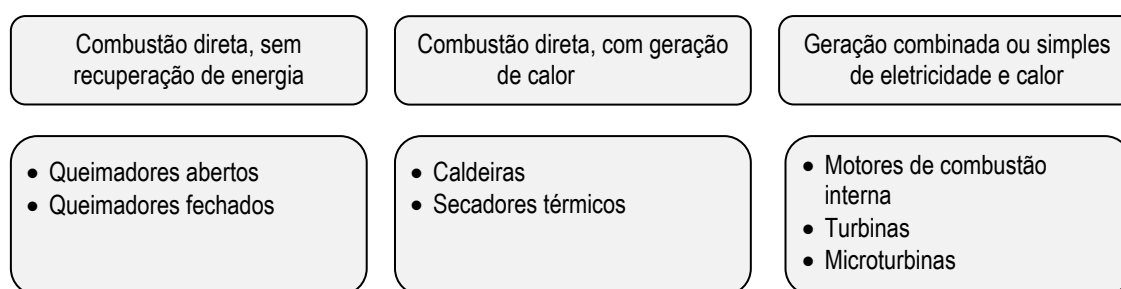 Combustão direta, sem
recuperação de energia
Combustão direta, com geração
de calor
Geração combinada ou simples
de eletricidade e calor
• Queimadores abertos
• Queimadores fechados
• Caldeiras
• Secadores térmicos
• Motores de combustão
interna
• Turbinas
• Microturbinas